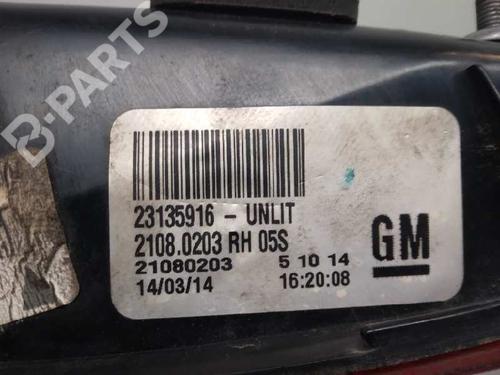 B-PARTS
23135916 - UNLIT
2108.0203 RH 05S
21080203 5 10 14
14/03/14 16:20:08
GM